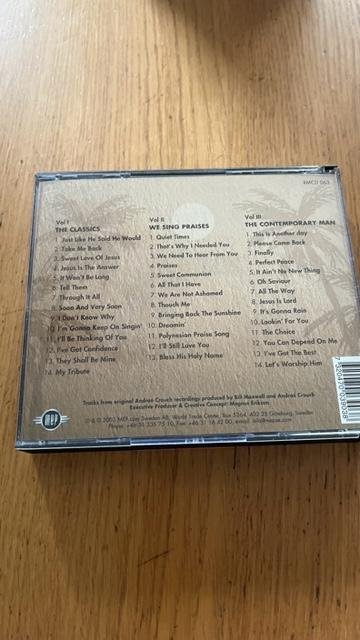 RMCD 063
Vol I
THE CLASSICS
1. Just Like He Said He Would
2. Take Me Back
3. Sweet Love Of Jesus
4. Jesus Is The Answer
5. It Won't Be Long
6. Tell Them
7. Through It All
8. Soon And Very Soon
9. I Don't Know Why
10. I'm Gonna Keep On Singin'
11. I'll Be Thinking Of You
12. I've Got Confidence
13. They Shall Be Mine
14. My Tribute
Vol II
WE SING PRAISES
1. Quiet Times
2. That's Why I Needed You
3. We Need To Hear From You
4. Praises
5. Sweet Communion
6. All That I Have
7. We Are Not Ashamed
8. Thouch Me
9. Bringing Back The Sunshine
10. Dreamin'
11. Polynesian Praise Song
12. I'll Still Love You
13. Bless His Holy Name
Vol III
THE CONTEMPORARY MAN
1. This Is Another day
2. Please Come Back
3. Finally
4. Perfect Peace
5. It Ain't No New Thing
6. Oh Saviour
7. All The Way
8. Jesus Is Lord
9. It's Gonna Rain
10. Lookin' For You
11. The Choice
12. You Can Depend On Me
13. I've Got The Best
14. Let's Worship Him
Tracks from original Andraé Crouch recordings produced by Bill Maxwell and Andraé Crouch
Executive Producer & Creative Concept: Magnus Erikson
MEP